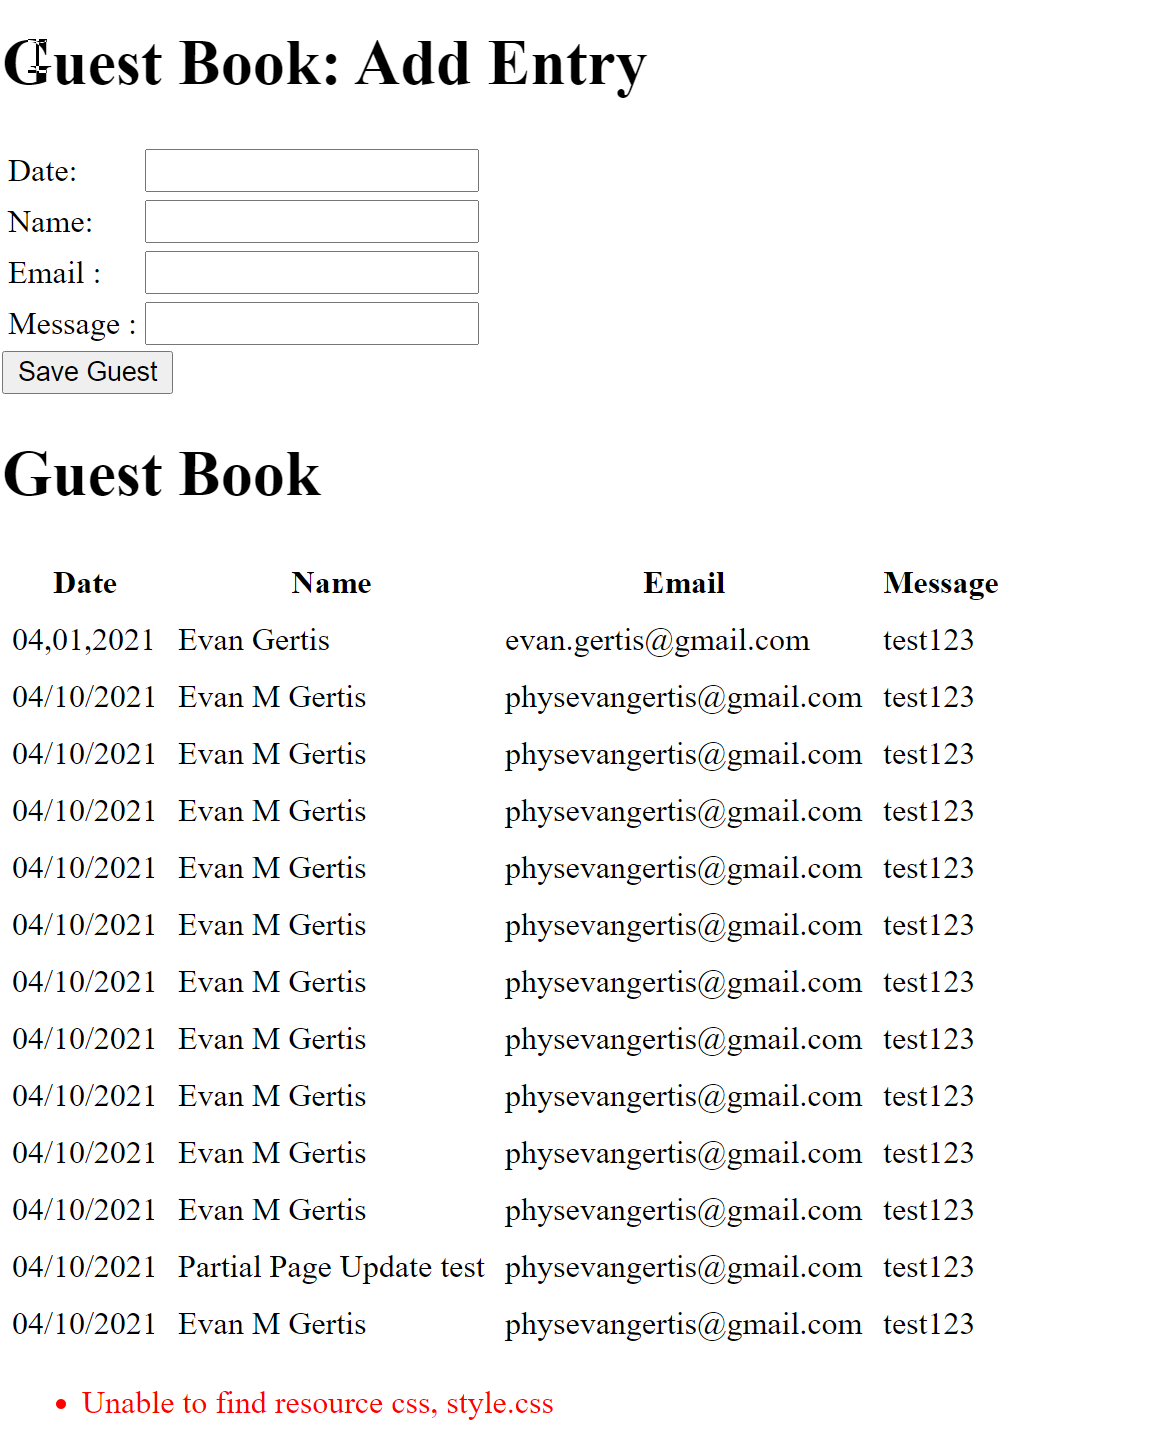 Guest Book: Add Entry
Date:
Name:
Email :
Message :
Save Guest
Guest Book
Date Name Email Message
04,01,2021 Evan Gertis evan.gertis@gmail.com test123
04/10/2021 Evan M Gertis physevangertis@gmail.com test123
04/10/2021 Evan M Gertis physevangertis@gmail.com test123
04/10/2021 Evan M Gertis physevangertis@gmail.com test123
04/10/2021 Evan M Gertis physevangertis@gmail.com test123
04/10/2021 Evan M Gertis physevangertis@gmail.com test123
04/10/2021 Evan M Gertis physevangertis@gmail.com test123
04/10/2021 Evan M Gertis physevangertis@gmail.com test123
04/10/2021 Evan M Gertis physevangertis@gmail.com test123
04/10/2021 Evan M Gertis physevangertis@gmail.com test123
04/10/2021 Evan M Gertis physevangertis@gmail.com test123
04/10/2021 Partial Page Update test physevangertis@gmail.com test123
04/10/2021 Evan M Gertis physevangertis@gmail.com test123
• Unable to find resource css, style.css